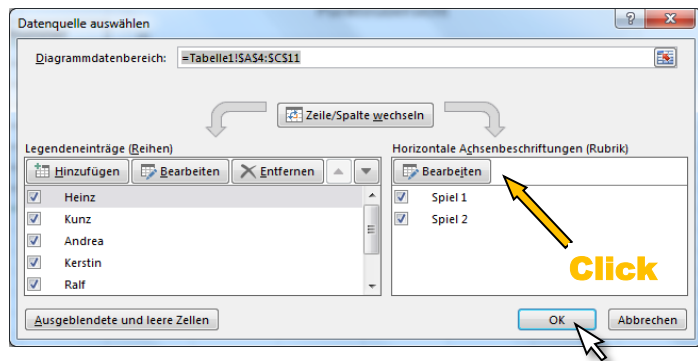 Datenquelle auswählen
Diagrammdatenbereich: =Tabelle1!$A$4:$C$11
Zeile/Spalte wechseln
Legendeneinträge (Reihen)
Hinzufügen Bearbeiten Entfernen
Heinz
Kunz
Andrea
Kerstin
Ralf
Horizontale Achsenbeschriftungen (Rubrik)
Bearbeiten
Spiel 1
Spiel 2
Click
Ausgeblendete und leere Zellen
OK Abbrechen